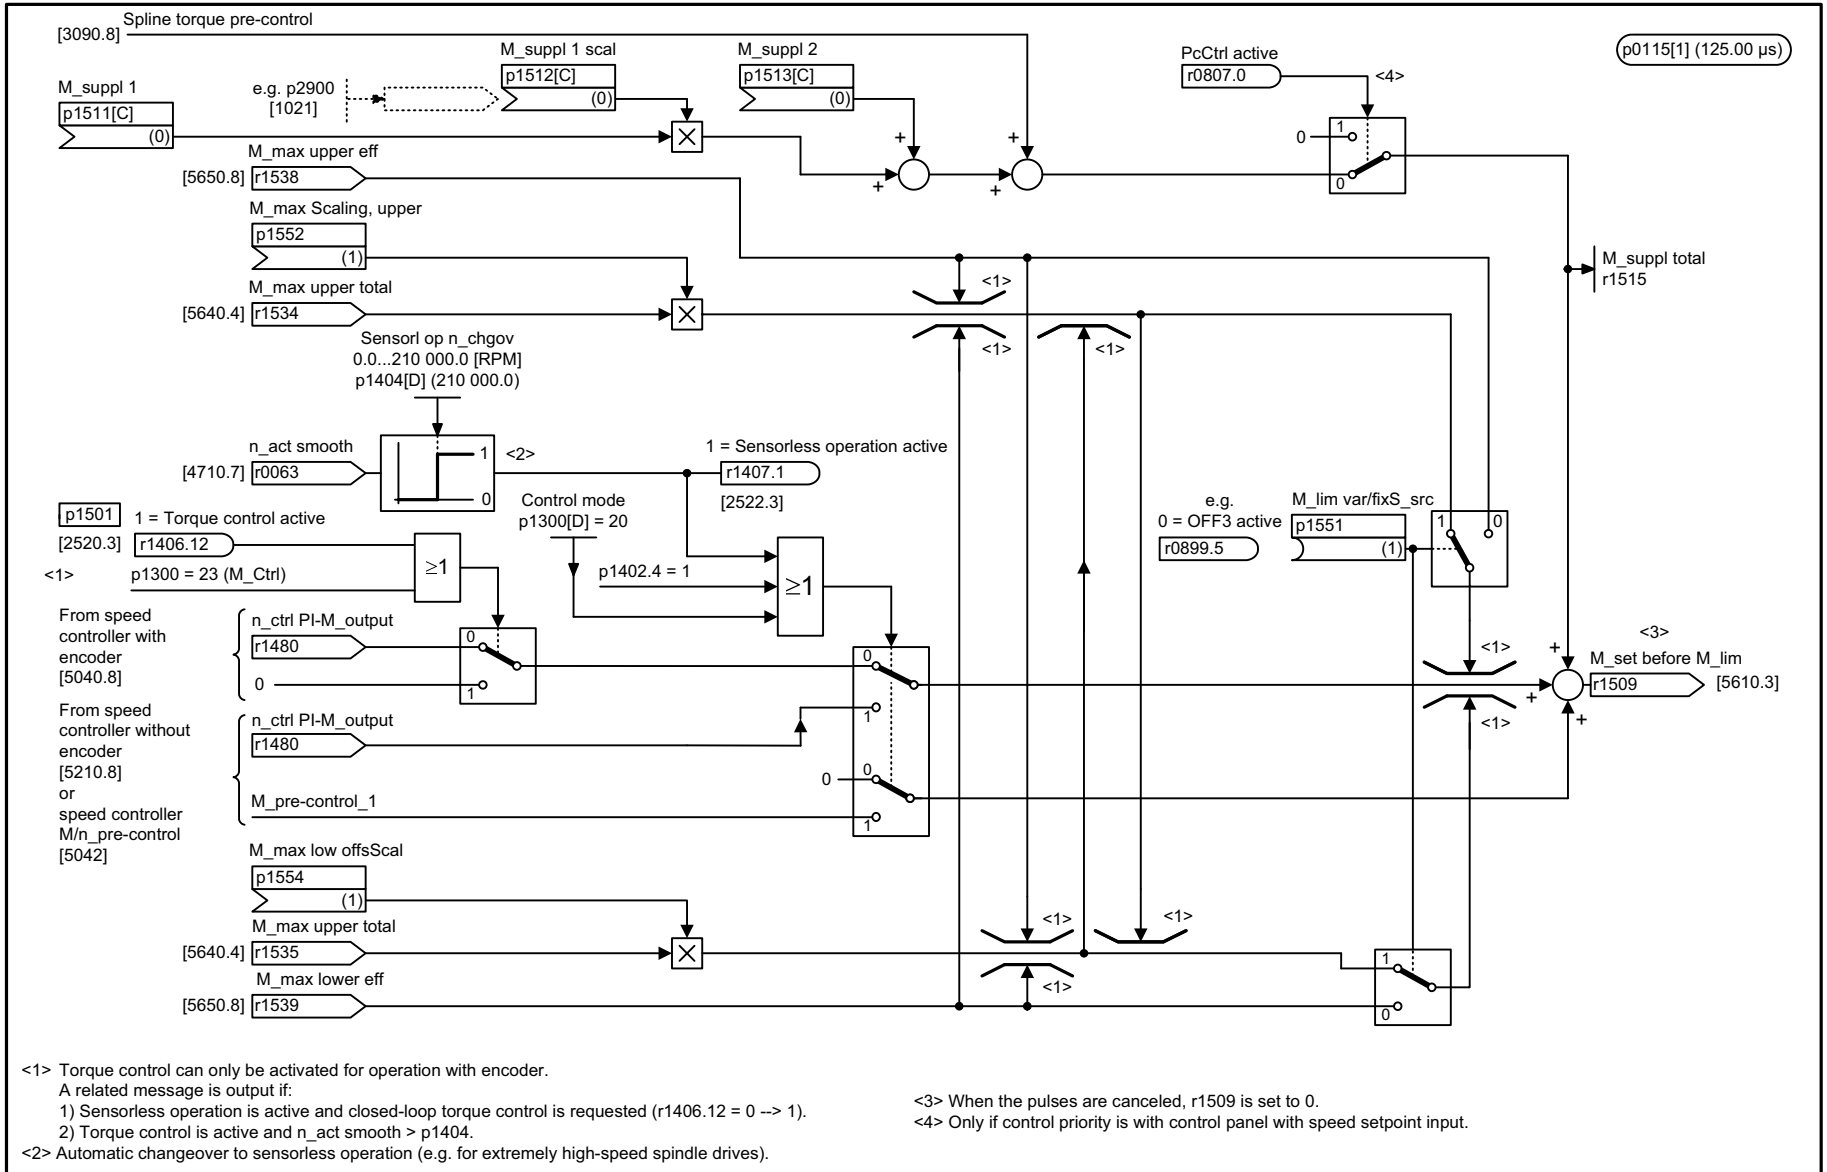 Spline torque pre-control
[3090.8]
p0115[1] (125.00 µs)
M_suppl 1 scal
p1512[C]
(0)
M_suppl 2
p1513[C]
(0)
PcCtrl active
r0807.0
<4>
M_suppl 1
p1511[C]
(0)
e.g. p2900
[1021]
1
0
0
+
+
+
+
M_max upper eff
[5650.8]
r1538
M_max Scaling, upper
p1552
(1)
M_suppl total
r1515
M_max upper total
[5640.4]
r1534
<1>
<1>
<1>
Sensorl op n_chgov
0.0...210 000.0 [RPM]
p1404[D] (210 000.0)
n_act smooth
[4710.7]
r0063
1
0
<2>
1 = Sensorless operation active
r1407.1
[2522.3]
p1501
1 = Torque control active
[2520.3]
r1406.12
<1>
p1300 = 23 (M_Ctrl)
≥1
Control mode
p1300[D] = 20
p1402.4 = 1
≥1
e.g.
0 = OFF3 active
r0899.5
M_lim var/fixS_src
p1551
(1)
1
0
From speed
controller with
encoder
[5040.8]
n_ctrl PI-M_output
r1480
0
0
1
0
1
<1>
<1>
+
+
+
<3>
M_set before M_lim
r1509
[5610.3]
From speed
controller without
encoder
[5210.8]
or
speed controller
M/n_pre-control
[5042]
n_ctrl PI-M_output
r1480
M_pre-control_1
0
0
1
M_max low offsScal
p1554
(1)
M_max upper total
[5640.4]
r1535
M_max lower eff
[5650.8]
r1539
<1>
<1>
<1>
1
0
<1> Torque control can only be activated for operation with encoder.
A related message is output if:
1) Sensorless operation is active and closed-loop torque control is requested (r1406.12 = 0 --> 1).
2) Torque control is active and n_act smooth > p1404.
<2> Automatic changeover to sensorless operation (e.g. for extremely high-speed spindle drives).
<3> When the pulses are canceled, r1509 is set to 0.
<4> Only if control priority is with control panel with speed setpoint input.